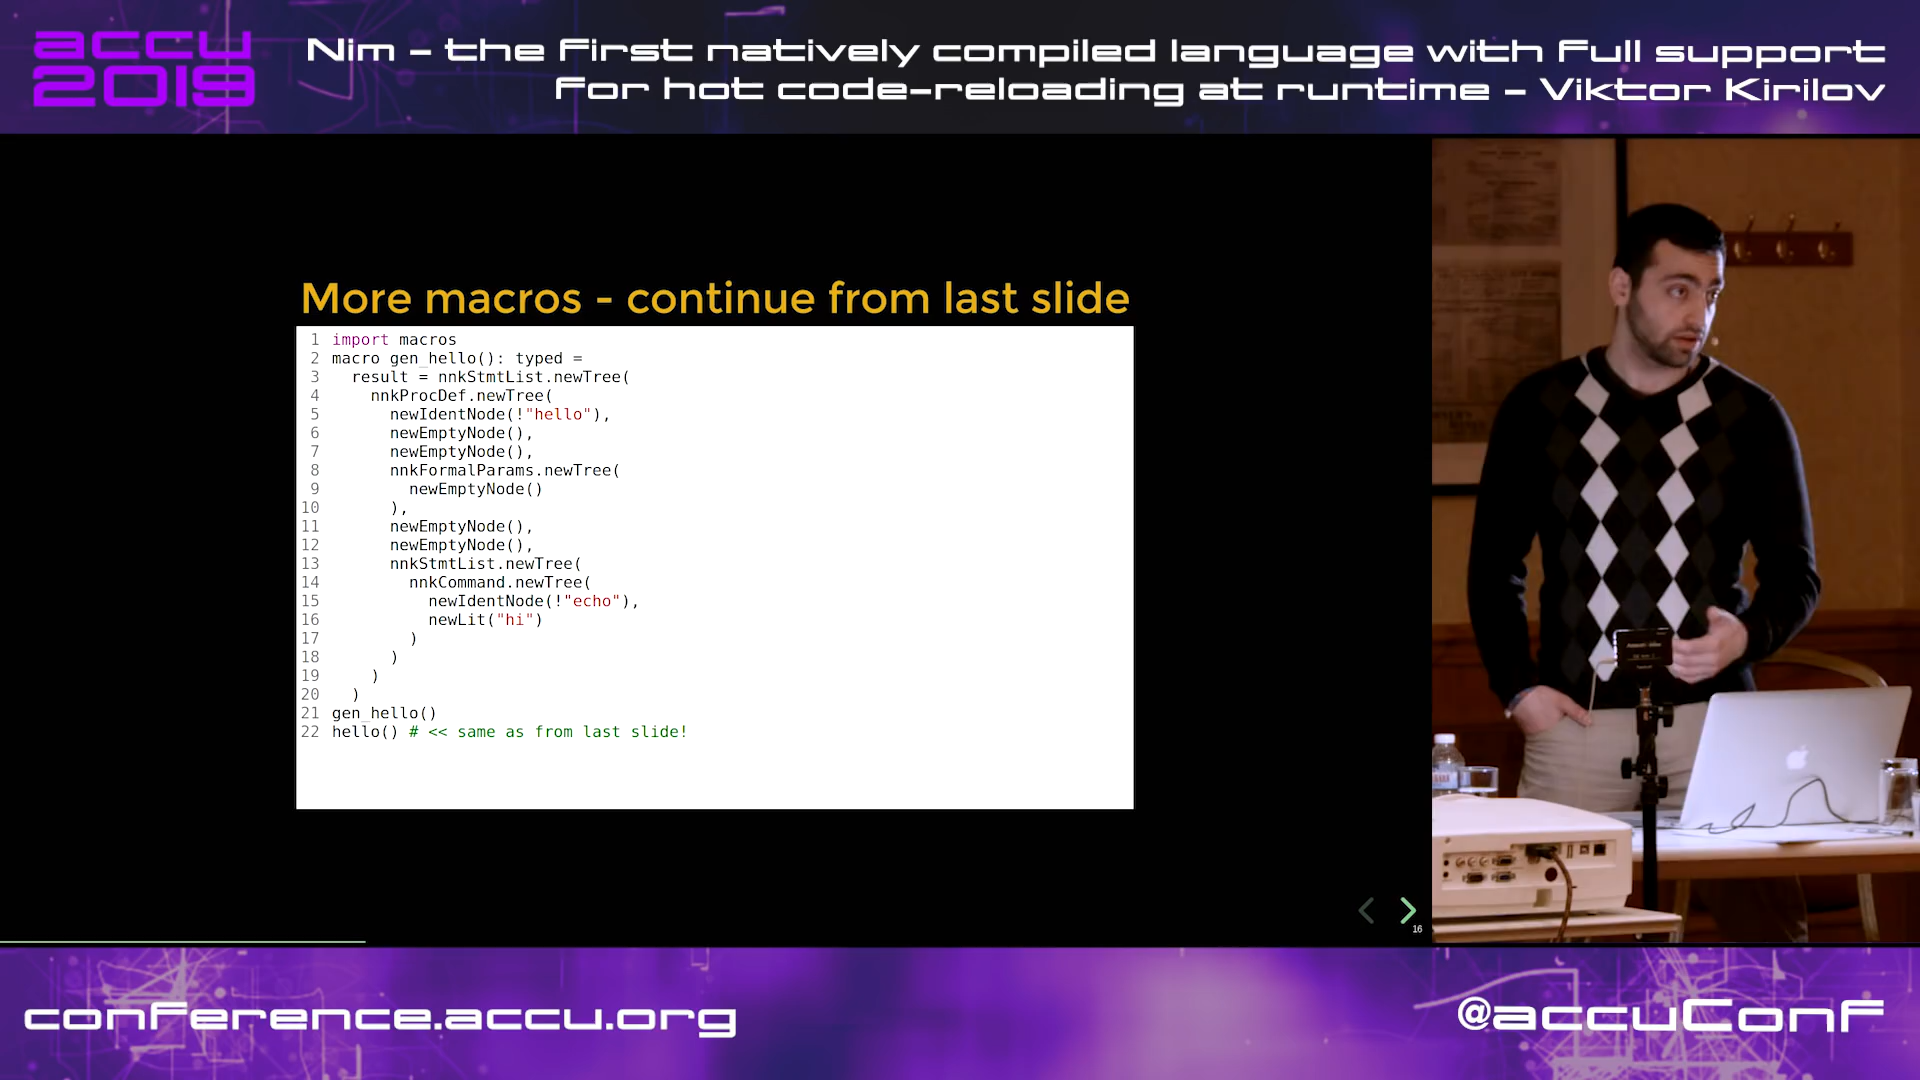 accu
2019
Nim - the first natively compiled language with full support
for hot code-reloading at runtime - Viktor Kirilov
More macros - continue from last slide
1 import macros
2 macro gen_hello(): typed =
3   result = nnkStmtList.newTree(
4     nnkProcDef.newTree(
5       newIdentNode(!"hello"),
6       newEmptyNode(),
7       newEmptyNode(),
8       nnkFormalParams.newTree(
9         newEmptyNode()
10       ),
11       newEmptyNode(),
12       newEmptyNode(),
13       nnkStmtList.newTree(
14         nnkCommand.newTree(
15           newIdentNode(!"echo"),
16           newLit("hi")
17         )
18       )
19     )
20   )
21 gen_hello()
22 hello() # << same as from last slide!
16
conference.accu.org
@accuConf